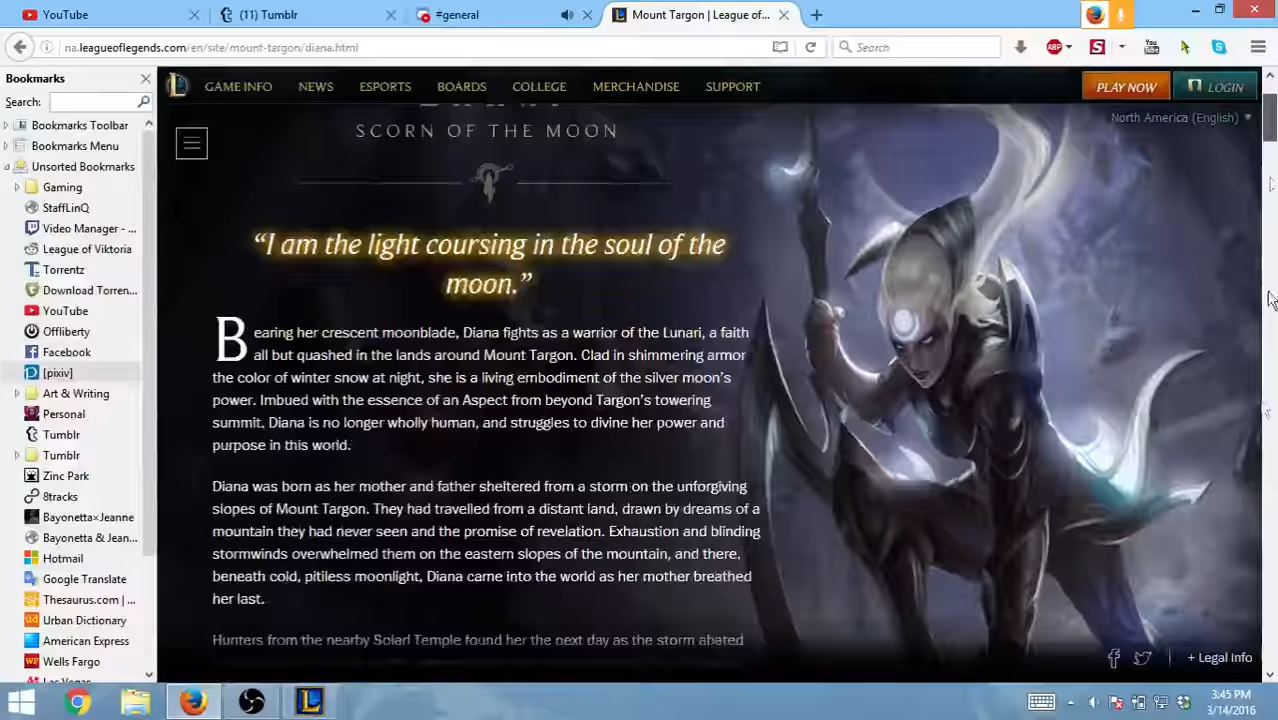 YouTube
(11) Tumblr
#general
Mount Targon | League of...
na.leagueoflegends.com/en/site/mount-targon/diana.html
Search
ABP
S
You
Bookmarks
Search:
Bookmarks Toolbar
Bookmarks Menu
Unsorted Bookmarks
Gaming
StaffLinQ
Video Manager - ...
League of Viktoria
Torrentz
Download Torren...
YouTube
Offliberty
Facebook
[pixiv]
Art & Writing
Personal
Tumblr
Tumblr
Zinc Park
$tracks
Bayonetta×Jeanne
Bayonetta & Jean...
Hotmail
Google Translate
Thesaurus.com | ...
Urban Dictionary
American Express
Wells Fargo
GAME INFO
NEWS
ESPORTS
BOARDS
COLLEGE
MERCHANDISE
SUPPORT
PLAY NOW
LOGIN
North America (English)
DIANA
SCORN OF THE MOON
“I am the light coursing in the soul of the
moon.”
Bearing her crescent moonblade, Diana fights as a warrior of the Lunari, a faith
all but quashed in the lands around Mount Targon. Clad in shimmering armor
the color of winter snow at night, she is a living embodiment of the silver moon’s
power. Imbued with the essence of an Aspect from beyond Targon’s towering
summit, Diana is no longer wholly human, and struggles to divine her power and
purpose in this world.
Diana was born as her mother and father sheltered from a storm on the unforgiving
slopes of Mount Targon. They had travelled from a distant land, drawn by dreams of a
mountain they had never seen and the promise of revelation. Exhaustion and blinding
stormwinds overwhelmed them on the eastern slopes of the mountain, and there,
beneath cold, pitiless moonlight, Diana came into the world as her mother breathed
her last.
Hunters from the nearby Solari Temple found her the next day as the storm abated
+ Legal Info
3:45 PM
3/14/2016